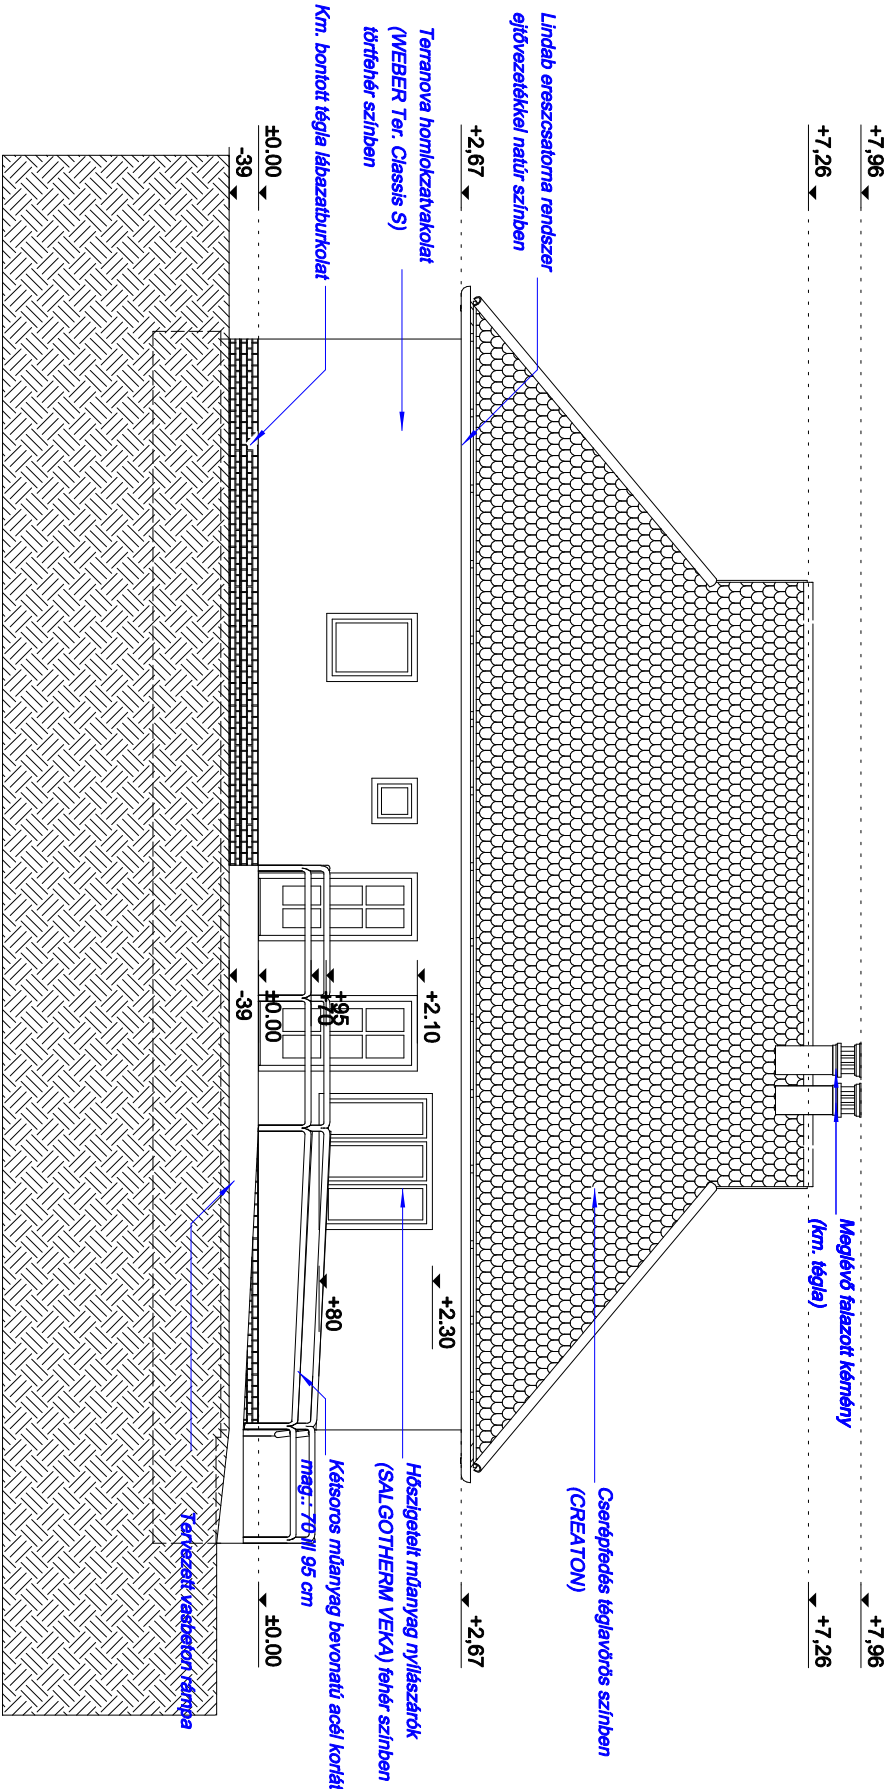 +7,96
+7,26
+2,67
±0.00
-39
Lindab ereszcsatorna rendszer
ejtővezetékkel natúr színben
Terranova homlokzatvakolat
(WEBER Ter. Classis S)
törtfehér színben
Km. bontott tégla lábazatburkolat
Meglévő falazott kémény
(km. tégla)
+2.10
+95
+70
±0.00
-39
+2.30
+80
Cserépfedés téglavörös színben
(CREATON)
Hőszigetelt műanyag nyílászárók
(SALGOTHERM VEKA) fehér színben
Kétsoros műanyag bevonatú acél korlát
mag.: 70 ill 95 cm
Tervezett vasbeton rámpa
+7,96
+7,26
+2,67
±0.00